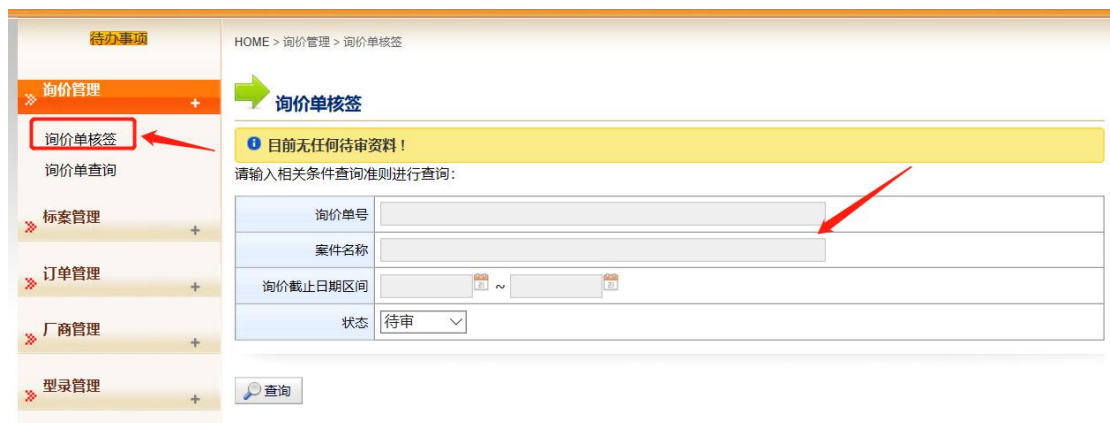 待办事项
询价管理
询价单核签
询价单查询
标案管理
订单管理
厂商管理
型录管理
HOME > 询价管理 > 询价单核签
询价单核签
目前无任何待审资料！
请输入相关条件查询准则进行查询：
询价单号
案件名称
询价截止日期区间 ~
状态 待审
查询